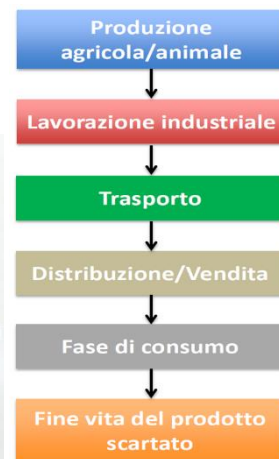 Produzione
agricola/animale
Lavorazione industriale
Trasporto
Distribuzione/Vendita
Fase di consumo
Fine vita del prodotto
scartato